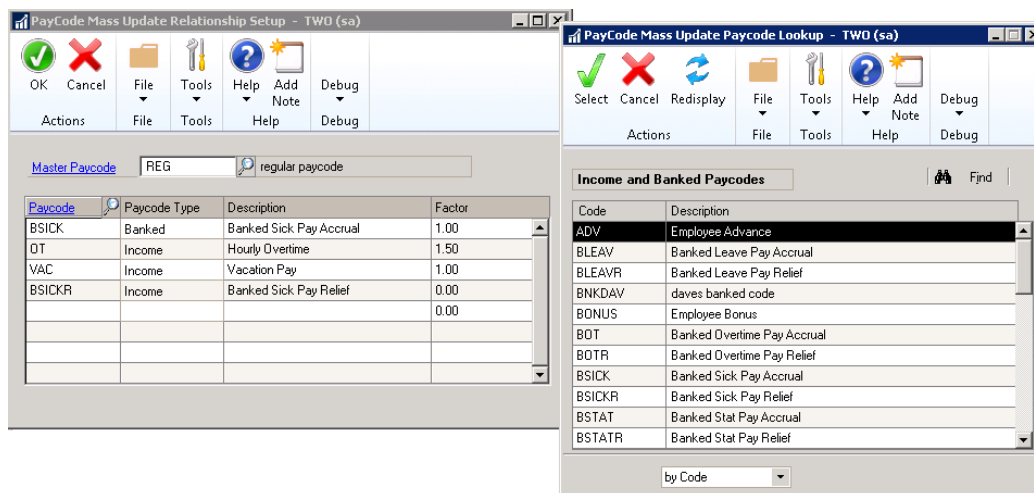 PayCode Mass Update Relationship Setup - TWO (sa)
OK Cancel File Tools Help Add Note Debug
Actions File Tools Help Debug
Master Paycode REG regular paycode
Paycode Paycode Type Description Factor
BSICK Banked Banked Sick Pay Accrual 1.00
OT Income Hourly Overtime 1.50
VAC Income Vacation Pay 1.00
BSICKR Income Banked Sick Pay Relief 0.00
0.00
PayCode Mass Update Paycode Lookup - TWO (sa)
Select Cancel Redisplay File Tools Help Add Note Debug
Actions File Tools Help Debug
Income and Banked Paycodes Find
Code Description
ADV Employee Advance
BLEAV Banked Leave Pay Accrual
BLEAVR Banked Leave Pay Relief
BNKDAV daves banked code
BONUS Employee Bonus
BOT Banked Overtime Pay Accrual
BOTR Banked Overtime Pay Relief
BSICK Banked Sick Pay Accrual
BSICKR Banked Sick Pay Relief
BSTAT Banked Stat Pay Accrual
BSTATR Banked Stat Pay Relief
by Code